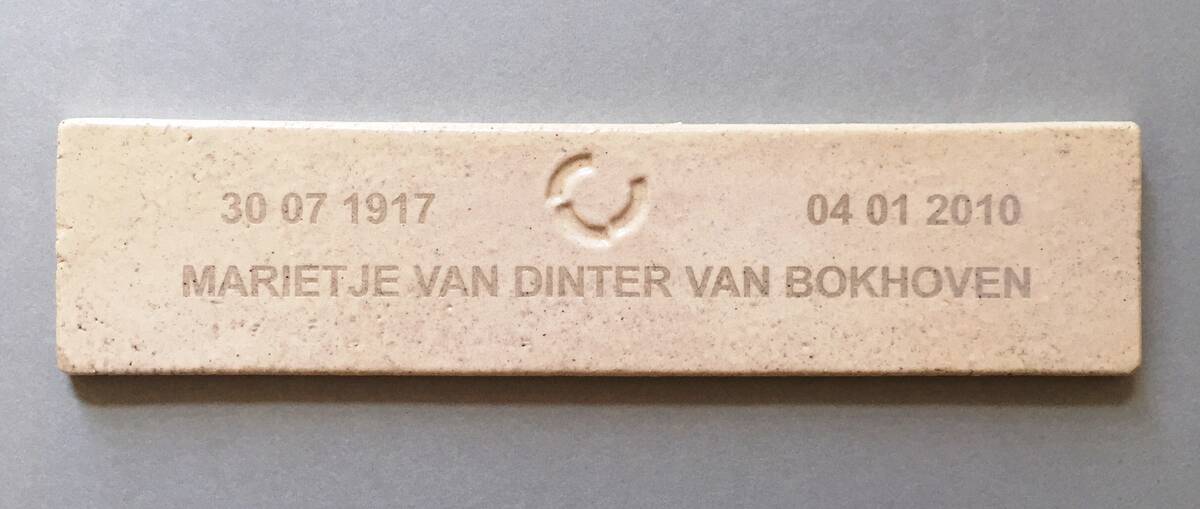 30 07 1917 04 01 2010
MARIETJE VAN DINTER VAN BOKHOVEN